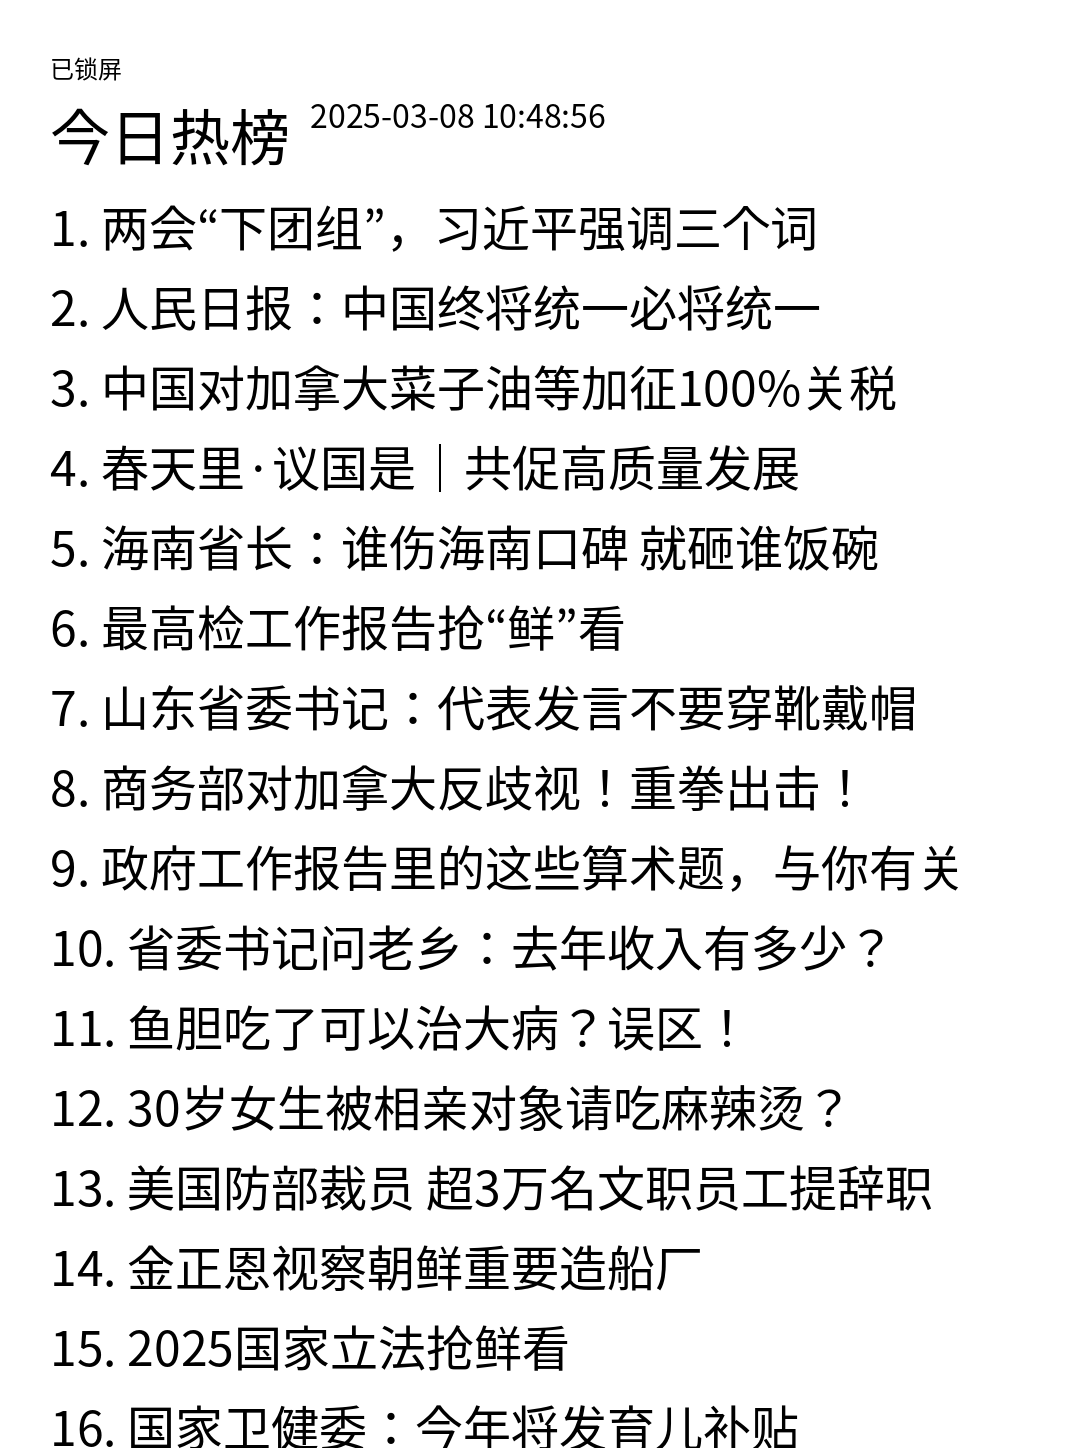 已锁屏
今日热榜 2025-03-08 10:48:56
1. 两会“下团组”，习近平强调三个词
2. 人民日报：中国终将统一必将统一
3. 中国对加拿大菜子油等加征100%关税
4. 春天里·议国是｜共促高质量发展
5. 海南省长：谁伤海南口碑 就砸谁饭碗
6. 最高检工作报告抢“鲜”看
7. 山东省委书记：代表发言不要穿靴戴帽
8. 商务部对加拿大反歧视！重拳出击！
9. 政府工作报告里的这些算术题，与你有关
10. 省委书记问老乡：去年收入有多少？
11. 鱼胆吃了可以治大病？误区！
12. 30岁女生被相亲对象请吃麻辣烫？
13. 美国防部裁员 超3万名文职员工提辞职
14. 金正恩视察朝鲜重要造船厂
15. 2025国家立法抢鲜看
16. 国家卫健委：今年将发育儿补贴